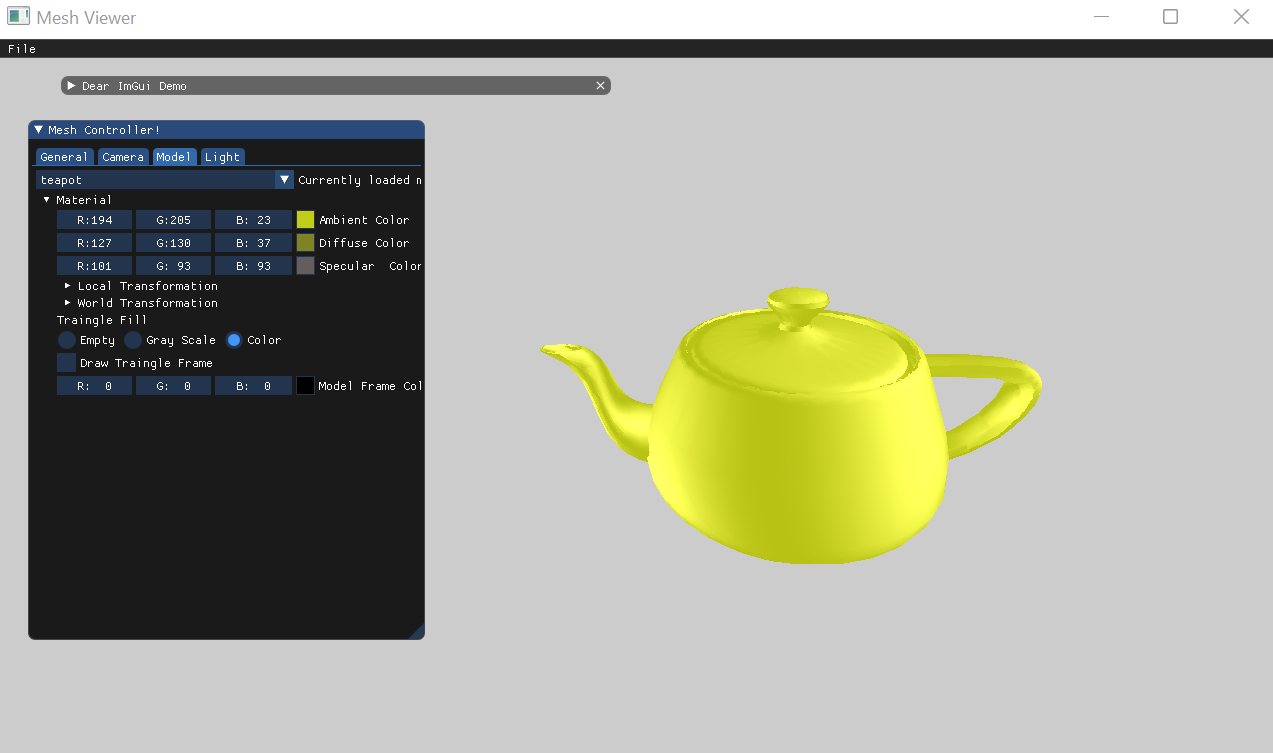 Mesh Viewer
File
Dear ImGui Demo
Mesh Controller!
General Camera Model Light
teapot Currently loaded
Material
R:194 G:205 B: 23 Ambient Color
R:127 G:130 B: 37 Diffuse Color
R:101 G: 93 B: 93 Specular Color
Local Transformation
World Transformation
Traingle Fill
Empty Gray Scale Color
Draw Traingle Frame
R: 0 G: 0 B: 0 Model Frame Col